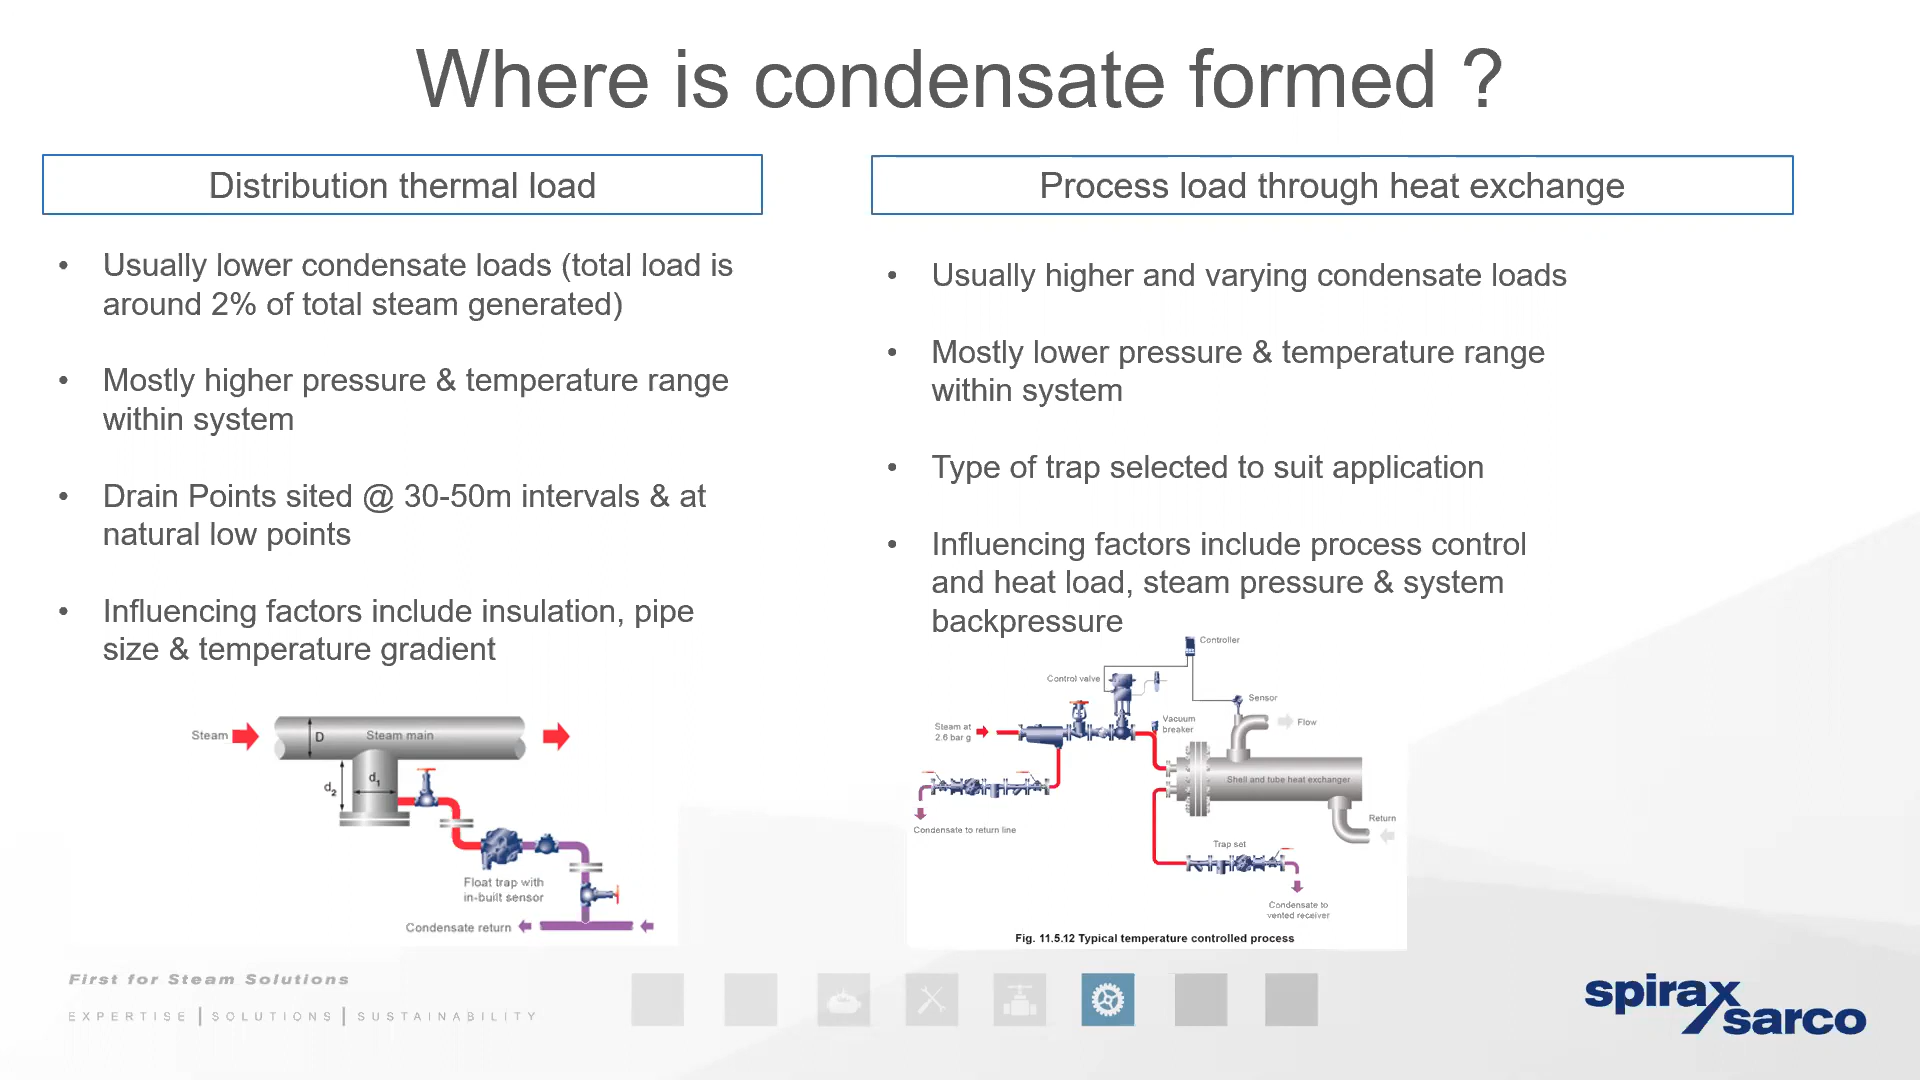 Where is condensate formed ?
Distribution thermal load
• Usually lower condensate loads (total load is
around 2% of total steam generated)
• Mostly higher pressure & temperature range
within system
• Drain Points sited @ 30-50m intervals & at
natural low points
• Influencing factors include insulation, pipe
size & temperature gradient
Steam
D
Steam main
d1
d2
Float trap with
in-built sensor
Condensate return
Process load through heat exchange
• Usually higher and varying condensate loads
• Mostly lower pressure & temperature range
within system
• Type of trap selected to suit application
• Influencing factors include process control
and heat load, steam pressure & system
backpressure
Controller
Control valve
Sensor
Vacuum
breaker
Flow
Steam at
2.6 bar g
Shell and tube heat exchanger
Return
Condensate to return line
Trap set
Condensate to
vented receiver
Fig. 11.5.12 Typical temperature controlled process
First for Steam Solutions
EXPERTISE | SOLUTIONS | SUSTAINABILITY
spirax
sarco